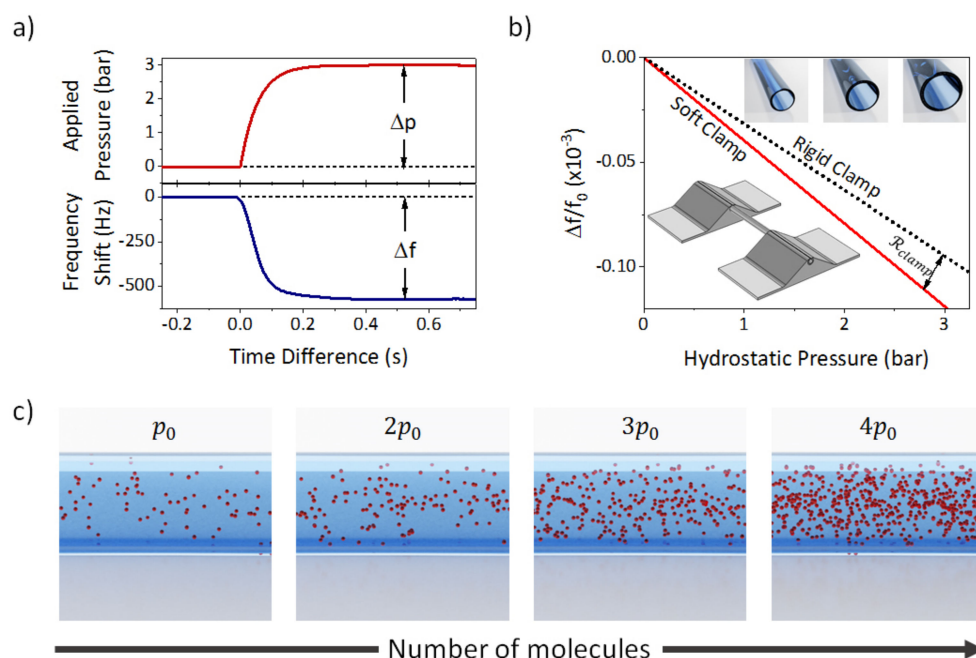 a)
Applied
Pressure (bar)
3
2
1
0
Δp
Frequency
Shift (Hz)
0
-250
-500
Δf
-0.2
0.0
0.2
0.4
0.6
Time Difference (s)
b)
Δf/f₀ (x10⁻³)
0.00
-0.05
-0.10
Soft Clamp
Rigid Clamp
ℛclamp
0
1
2
3
Hydrostatic Pressure (bar)
c)
p₀
2p₀
3p₀
4p₀
Number of molecules